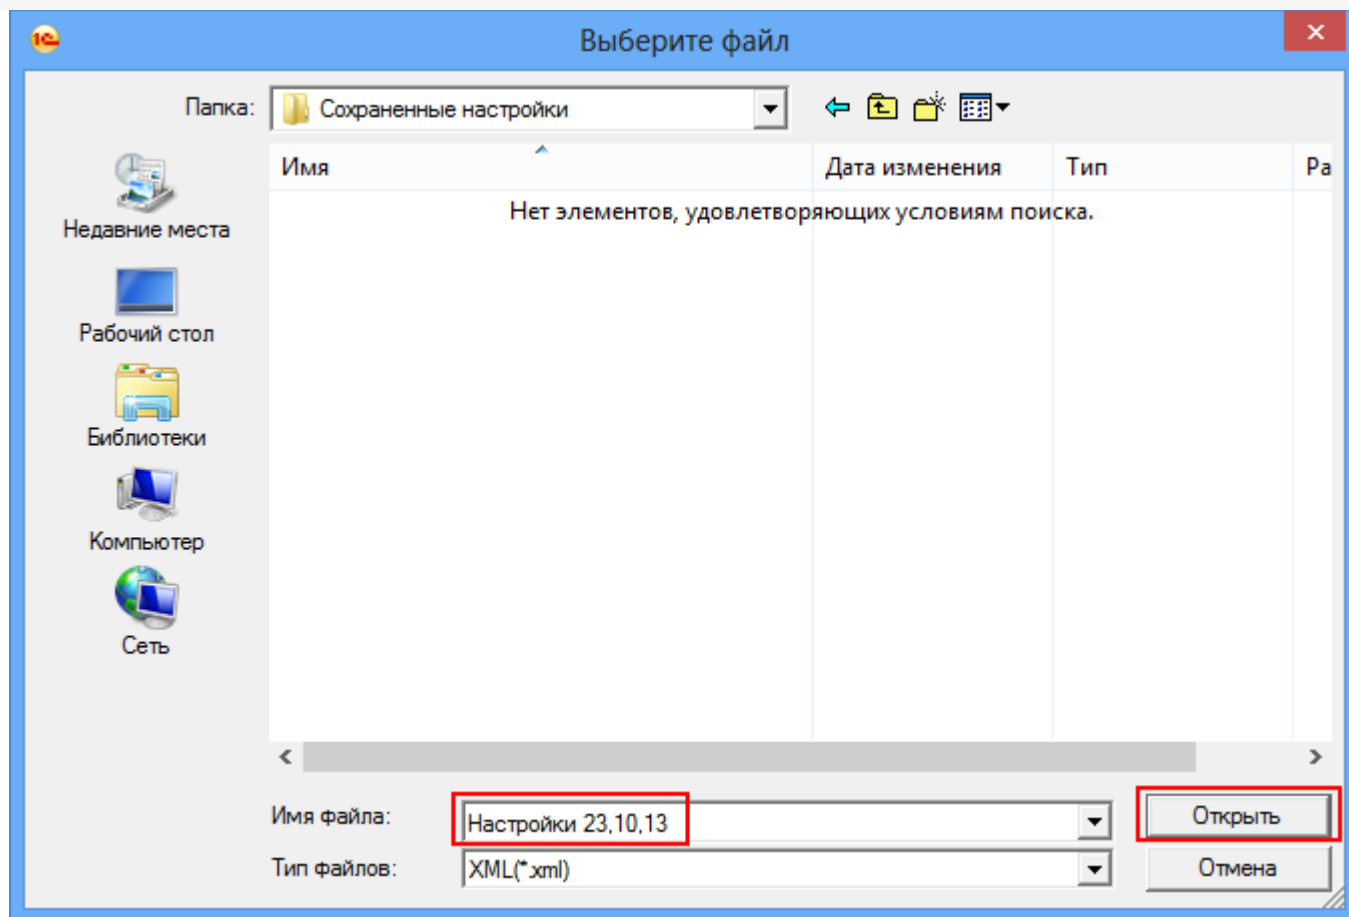 1С
Выберите файл
Папка:
Сохраненные настройки
Имя
Дата изменения
Тип
Ра
Нет элементов, удовлетворяющих условиям поиска.
Недавние места
Рабочий стол
Библиотеки
Компьютер
Сеть
Имя файла:
Настройки 23,10,13
Открыть
Тип файлов:
XML(*.xml)
Отмена